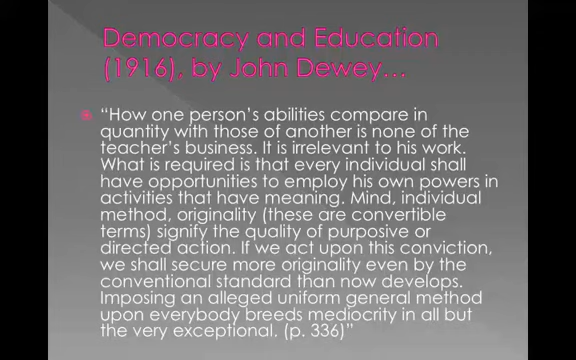 Democracy and Education
(1916), by John Dewey…
“How one person’s abilities compare in
quantity with those of another is none of the
teacher’s business. It is irrelevant to his work.
What is required is that every individual shall
have opportunities to employ his own powers in
activities that have meaning. Mind, individual
method, originality (these are convertible
terms) signify the quality of purposive or
directed action. If we act upon this conviction,
we shall secure more originality even by the
conventional standard than now develops.
Imposing an alleged uniform general method
upon everybody breeds mediocrity in all but
the very exceptional. (p. 336)”